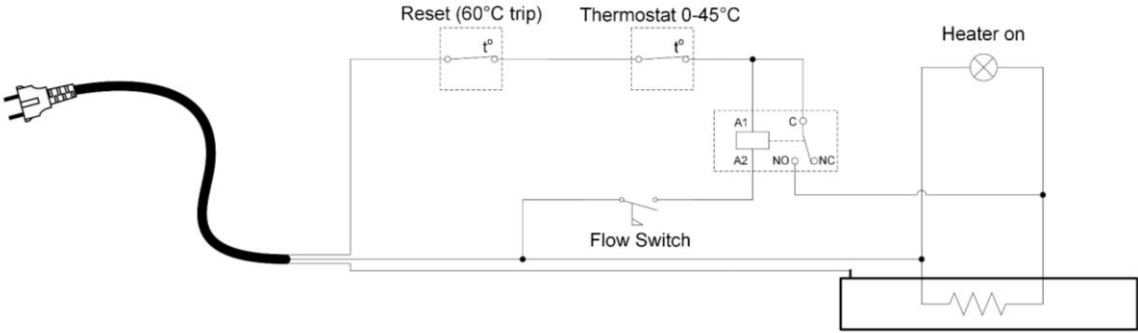 Reset (60°C trip)
Thermostat 0-45°C
Heater on
t°
t°
A1
C
A2
NO
NC
Flow Switch